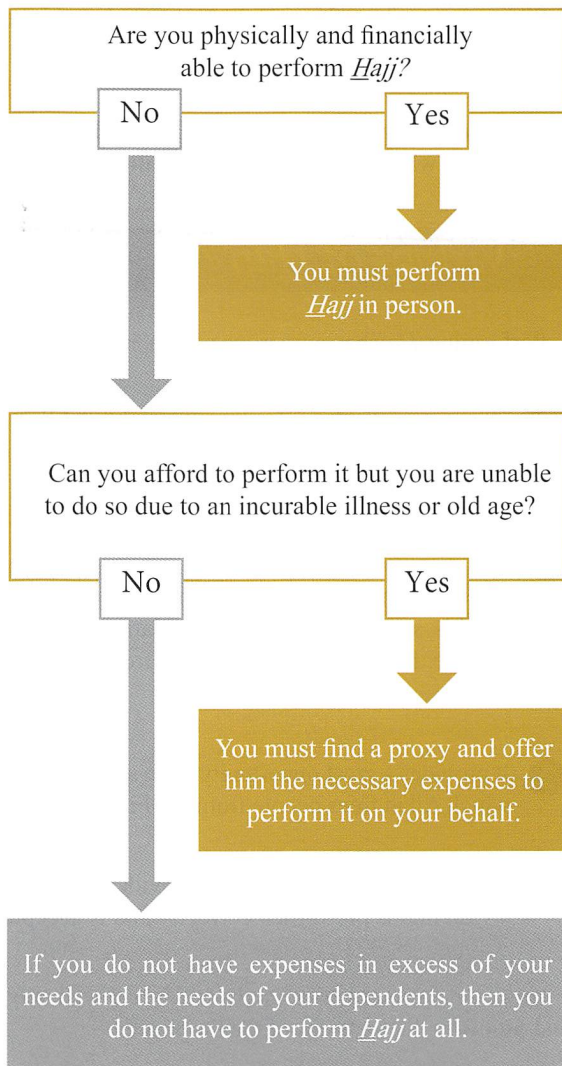 Are you physically and financially
able to perform Hajj?
No
Yes
You must perform
Hajj in person.
Can you afford to perform it but you are unable
to do so due to an incurable illness or old age?
No
Yes
You must find a proxy and offer
him the necessary expenses to
perform it on your behalf.
If you do not have expenses in excess of your
needs and the needs of your dependents, then you
do not have to perform Hajj at all.